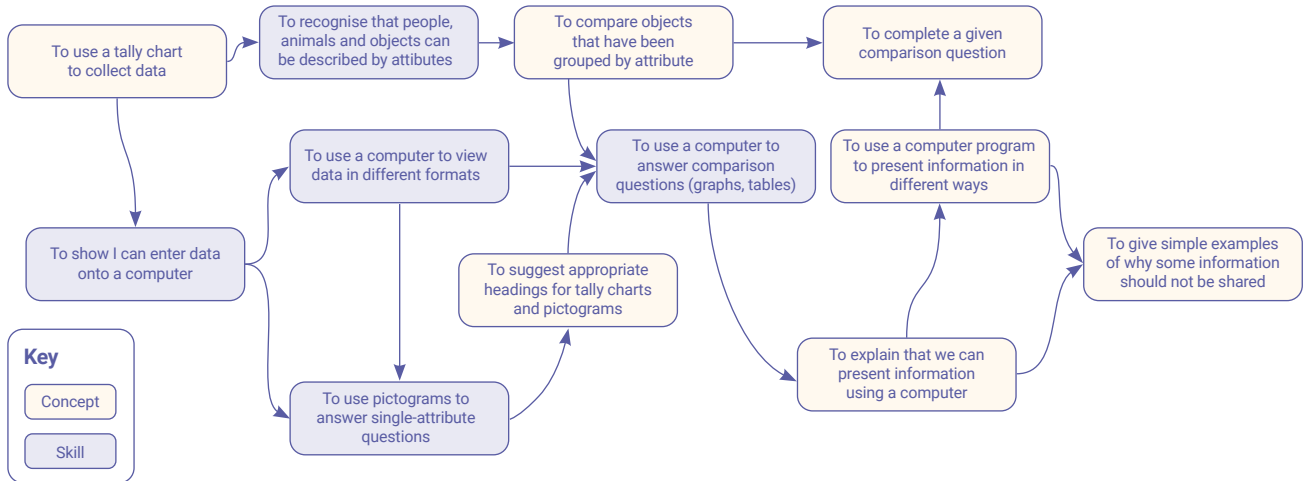 To use a tally chart
to collect data
To recognise that people,
animals and objects can
be described by attibutes
To compare objects
that have been
grouped by attribute
To complete a given
comparison question
To use a computer to view
data in different formats
To use a computer to
answer comparison
questions (graphs, tables)
To use a computer program
to present information in
different ways
To show I can enter data
onto a computer
To suggest appropriate
headings for tally charts
and pictograms
To give simple examples
of why some information
should not be shared
To explain that we can
present information
using a computer
To use pictograms to
answer single-attribute
questions
Key
Concept
Skill